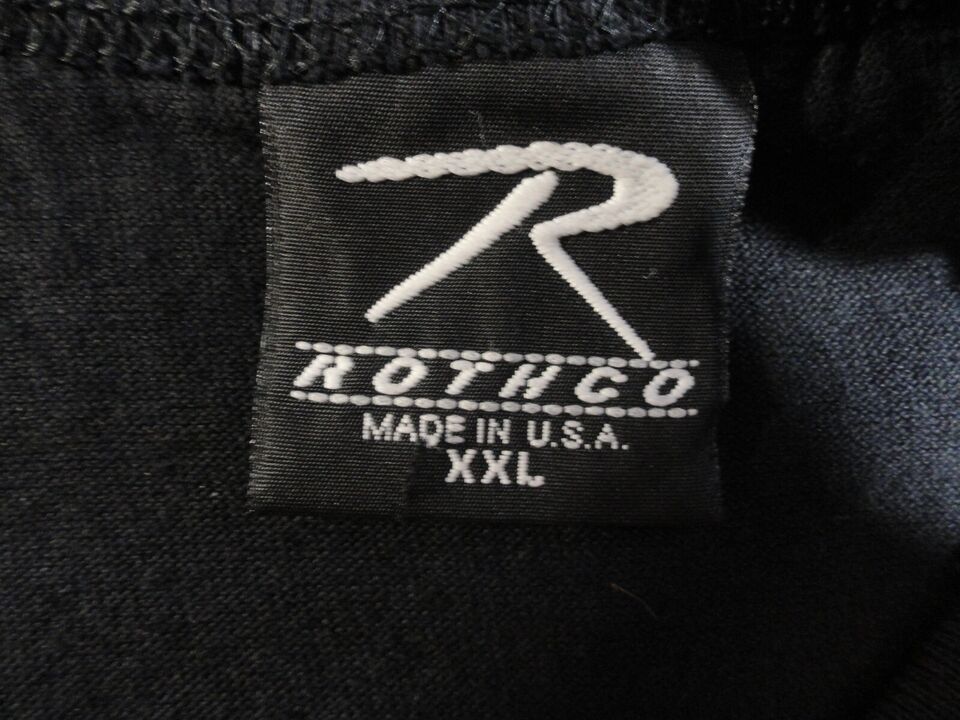 R
ROTHCO
MADE IN U.S.A.
XXL